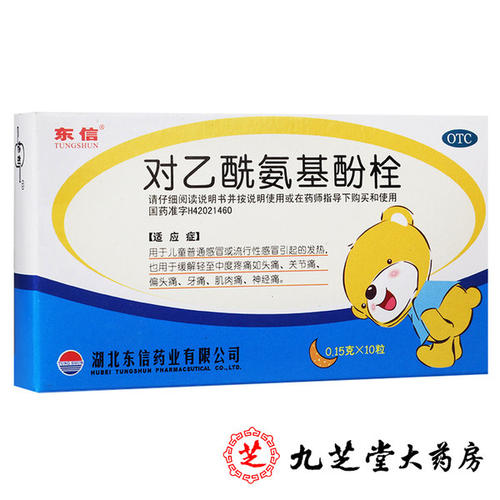 东信®
TUNGSHUN
OTC
对乙酰氨基酚栓
请仔细阅读说明书并按说明使用或在药师指导下购买和使用
国药准字H42021460
【适应症】
用于儿童普通感冒或流行性感冒引起的发热，
也用于缓解轻至中度疼痛如头痛、关节痛、
偏头痛、牙痛、肌肉痛、神经痛。
0.15克×10粒
湖北东信药业有限公司
HUBEI TUNGSHUN PHARMACEUTICAL CO.,LTD.
芝
九芝堂大药房